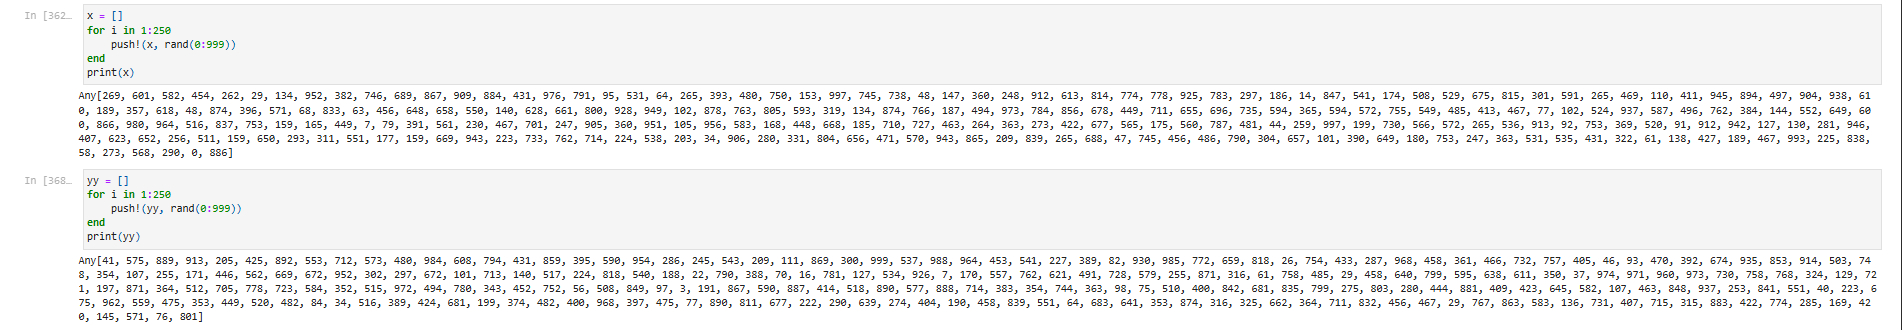 In [362...
x = []
for i in 1:250
    push!(x, rand(0:999))
end
print(x)
Any[269, 601, 582, 454, 262, 29, 134, 952, 382, 746, 689, 867, 909, 884, 431, 976, 791, 95, 531, 64, 265, 393, 480, 750, 153, 997, 745, 738, 48, 147, 360, 248, 912, 613, 814, 774, 778, 925, 783, 297, 186, 14, 847, 541, 174, 508, 529, 675, 815, 301, 591, 265, 469, 110, 411, 945, 894, 497, 904, 938, 61
0, 189, 357, 618, 48, 874, 396, 571, 68, 833, 63, 456, 648, 658, 550, 140, 628, 661, 800, 928, 949, 102, 878, 763, 805, 593, 319, 134, 874, 766, 187, 494, 973, 784, 856, 678, 449, 711, 655, 696, 735, 594, 365, 594, 572, 755, 549, 485, 413, 467, 77, 102, 524, 937, 587, 496, 762, 384, 144, 552, 649, 60
0, 866, 980, 964, 516, 837, 753, 159, 165, 449, 7, 79, 391, 561, 230, 467, 701, 247, 905, 360, 951, 105, 956, 583, 168, 448, 668, 185, 710, 727, 463, 264, 363, 273, 422, 677, 565, 175, 560, 787, 481, 44, 259, 997, 199, 730, 566, 572, 265, 536, 913, 92, 753, 369, 520, 91, 912, 942, 127, 130, 281, 946,
407, 623, 652, 256, 511, 159, 650, 293, 311, 551, 177, 159, 669, 943, 223, 733, 762, 714, 224, 538, 203, 34, 906, 280, 331, 804, 656, 471, 570, 943, 865, 209, 839, 265, 688, 47, 745, 456, 486, 790, 304, 657, 101, 390, 649, 180, 753, 247, 363, 531, 535, 431, 322, 61, 138, 427, 189, 467, 993, 225, 838,
58, 273, 568, 290, 0, 886]
In [368...
yy = []
for i in 1:250
    push!(yy, rand(0:999))
end
print(yy)
Any[41, 575, 889, 913, 205, 425, 892, 553, 712, 573, 480, 984, 608, 794, 431, 859, 395, 590, 954, 286, 245, 543, 209, 111, 869, 300, 999, 537, 988, 964, 453, 541, 227, 389, 82, 930, 985, 772, 659, 818, 26, 754, 433, 287, 968, 458, 361, 466, 732, 757, 405, 46, 93, 470, 392, 674, 935, 853, 914, 503, 74
8, 354, 107, 255, 171, 446, 562, 669, 672, 952, 302, 297, 672, 101, 713, 140, 517, 224, 818, 540, 188, 22, 790, 388, 70, 16, 781, 127, 534, 926, 7, 170, 557, 762, 621, 491, 728, 579, 255, 871, 316, 61, 758, 485, 29, 458, 640, 799, 595, 638, 611, 350, 37, 974, 971, 960, 973, 730, 758, 768, 324, 129, 72
1, 197, 871, 364, 512, 705, 778, 723, 584, 352, 515, 972, 494, 780, 343, 452, 752, 56, 508, 849, 97, 3, 191, 867, 590, 887, 414, 518, 890, 577, 888, 714, 383, 354, 744, 363, 98, 75, 510, 400, 842, 681, 835, 799, 275, 803, 280, 444, 881, 409, 423, 645, 582, 107, 463, 848, 937, 253, 841, 551, 40, 223, 6
75, 962, 559, 475, 353, 449, 520, 482, 84, 34, 516, 389, 424, 681, 199, 374, 482, 400, 968, 397, 475, 77, 890, 811, 677, 222, 290, 639, 274, 404, 190, 458, 839, 551, 64, 683, 641, 353, 874, 316, 325, 662, 364, 711, 832, 456, 467, 29, 767, 863, 583, 136, 731, 407, 715, 315, 883, 422, 774, 285, 169, 42
0, 145, 571, 76, 801]